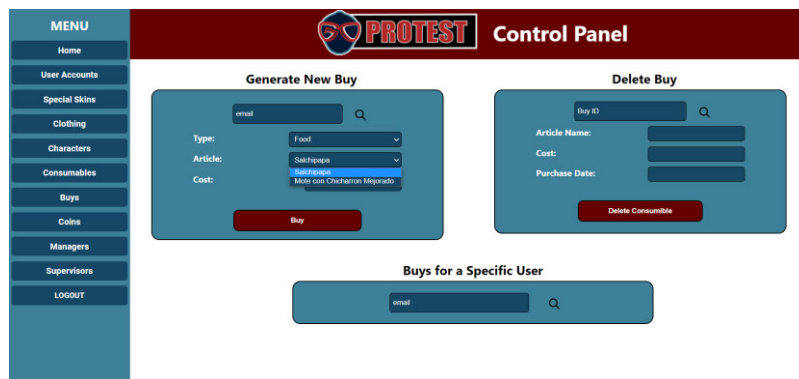 MENU
Home
User Accounts
Special Skins
Clothing
Characters
Consumables
Buys
Coins
Managers
Supervisors
LOGOUT
GO PROTEST Control Panel
Generate New Buy
email
Type: Food
Article: Salchipapa
Salchipapa
Mote con Chicharron Mejorado
Cost:
Buy
Delete Buy
Buy ID
Article Name:
Cost:
Purchase Date:
Delete Consumible
Buys for a Specific User
email